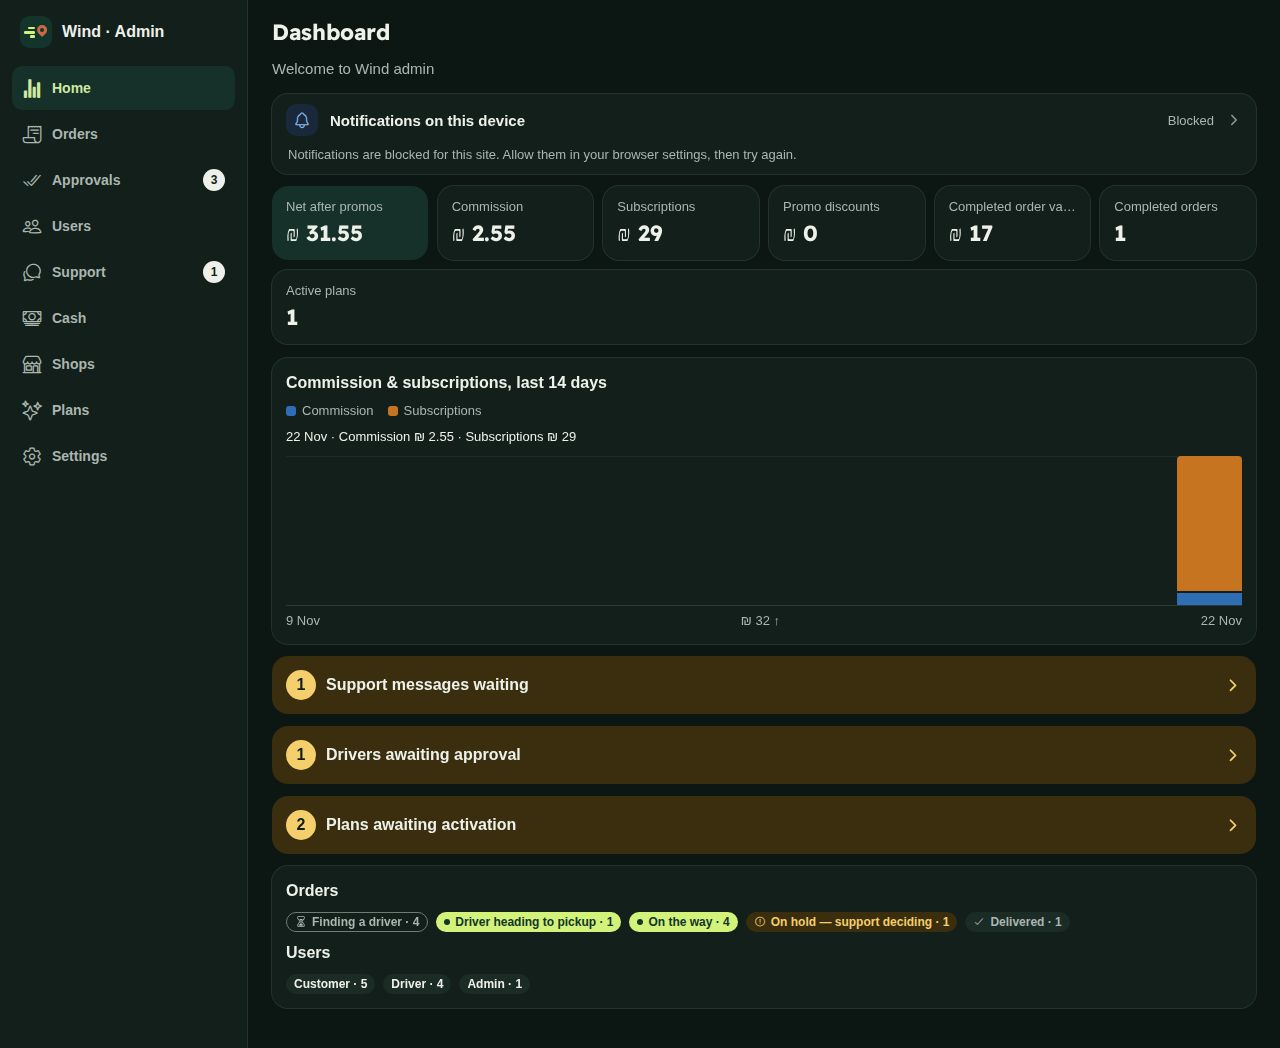 Wind · Admin
Home
Orders
Approvals 3
Users
Support 1
Cash
Shops
Plans
Settings
Dashboard
Welcome to Wind admin
Notifications on this device
Blocked
Notifications are blocked for this site. Allow them in your browser settings, then try again.
Net after promos
₪ 31.55
Commission
₪ 2.55
Subscriptions
₪ 29
Promo discounts
₪ 0
Completed order va…
₪ 17
Completed orders
1
Active plans
1
Commission & subscriptions, last 14 days
Commission Subscriptions
22 Nov · Commission ₪ 2.55 · Subscriptions ₪ 29
9 Nov ₪ 32 ↑ 22 Nov
1 Support messages waiting
1 Drivers awaiting approval
2 Plans awaiting activation
Orders
Finding a driver · 4 Driver heading to pickup · 1 On the way · 4 On hold — support deciding · 1 Delivered · 1
Users
Customer · 5 Driver · 4 Admin · 1